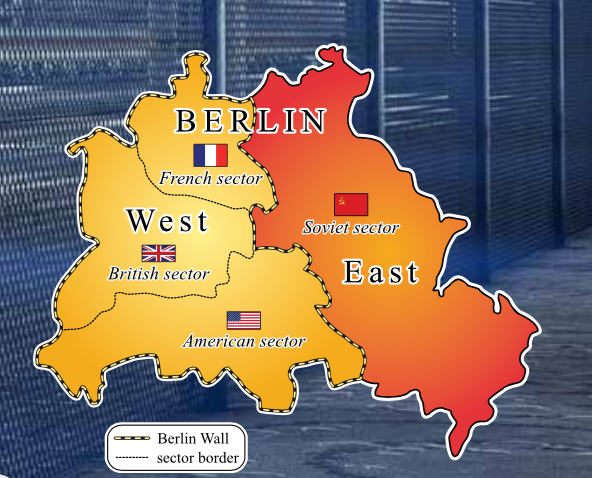 BERLIN
French sector
West
Soviet sector
British sector
East
American sector
Berlin Wall
sector border